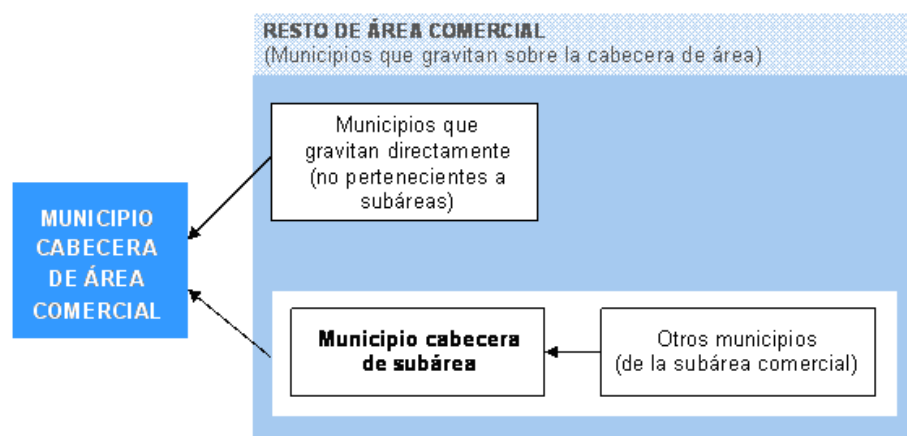 RESTO DE ÁREA COMERCIAL
(Municipios que gravitan sobre la cabecera de área)
Municipios que
gravitan directamente
(no pertenecientes a
subáreas)
MUNICIPIO
CABECERA
DE ÁREA
COMERCIAL
Municipio cabecera
de subárea
Otros municipios
(de la subárea comercial)